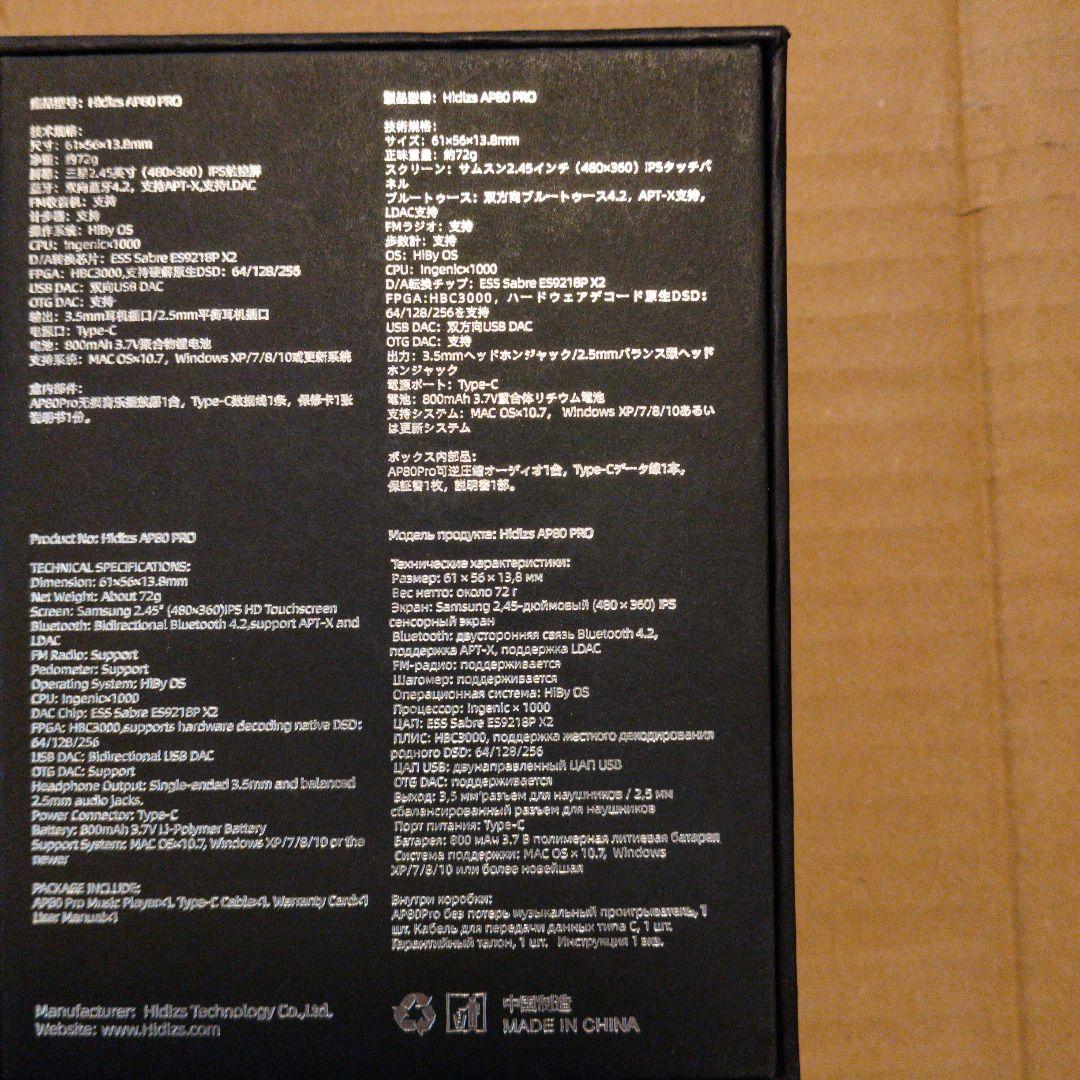 产品型号：Hidizs AP80 PRO
技术规格：
尺寸：61×56×13.8mm
净重：约72g
屏幕：三星2.45英寸（480×360）IPS触控屏
蓝牙：双向蓝牙4.2，支持APT-X,支持LDAC
FM收音机：支持
计步器：支持
操作系统：HiBy OS
CPU：Ingenic×1000
D/A转换芯片：ESS Sabre ES9218P X2
FPGA：HBC3000,支持硬解原生DSD：64/128/256
USB DAC：双向USB DAC
OTG DAC：支持
输出：3.5mm耳机插口/2.5mm平衡耳机插口
电源口：Type-C
电池：800mAh 3.7V聚合物锂电池
支持系统：MAC OS×10.7，Windows XP/7/8/10或更新系统
盒内部件：
AP80Pro无损音乐播放器1台，Type-C数据线1条，保修卡1张
说明书1份。
製品型番：Hidizs AP80 PRO
技術規格：
サイズ：61×56×13.8mm
正味重量：約72g
スクリーン：サムスン2.45インチ（480×360）IPSタッチパ
ネル
ブルートゥース：双方向ブルートゥース4.2，APT-X支持，
LDAC支持
FMラジオ：支持
歩数計：支持
OS：HiBy OS
CPU：Ingenic×1000
D/A転換チップ：ESS Sabre ES9218P X2
FPGA:HBC3000，ハードウェアデコード原生DSD：
64/128/256を支持
USB DAC：双方向USB DAC
OTG DAC：支持
出力：3.5mmヘッドホンジャック/2.5mmバランス型ヘッド
ホンジャック
電源ポート：Type-C
電池：800mAh 3.7V重合体リチウム電池
支持システム：MAC OS×10.7， Windows XP/7/8/10あるい
は更新システム
ボックス内部品：
AP80Pro可逆圧縮オーディオ1台，Type-Cデータ線1本，
保証書1枚，説明書1部。
Product No: Hidizs AP80 PRO
TECHNICAL SPECIFICATIONS:
Dimension: 61×56×13.8mm
Net Weight: About 72g
Screen: Samsung 2.45" (480×360)IPS HD Touchscreen
Bluetooth: Bidirectional Bluetooth 4.2,support APT-X and
LDAC
FM Radio: Support
Pedometer: Support
Operating System: HiBy OS
CPU: Ingenic×1000
DAC Chip: ESS Sabre ES9218P X2
FPGA: HBC3000,supports hardware decoding native DSD:
64/128/256
USB DAC: Bidirectional USB DAC
OTG DAC: Support
Headphone Output: Single-ended 3.5mm and balanced
2.5mm audio jacks.
Power Connector: Type-C
Battery: 800mAh 3.7V Li-Polymer Battery
Support System: MAC OS×10.7, Windows XP/7/8/10 or the
newer
PACKAGE INCLUDE:
AP80 Pro Music Player×1, Type-C Cable×1, Warranty Card×1
User Manual×1
Модель продукта: Hidizs AP80 PRO
Технические характеристики:
Размер: 61 × 56 × 13,8 мм
Вес нетто: около 72 г
Экран: Samsung 2,45-дюймовый (480 × 360) IPS
сенсорный экран
Bluetooth: двусторонняя связь Bluetooth 4.2,
поддержка APT-X, поддержка LDAC
FM-радио: поддерживается
Шагомер: поддерживается
Операционная система: HiBy OS
Процессор: Ingenic × 1000
ЦАП: ESS Sabre ES9218P X2
ПЛИС: HBC3000, поддержка жесткого декодирования
родного DSD: 64/128/256
ЦАП USB: двунаправленный ЦАП USB
OTG DAC: поддерживается
Выход: 3,5 мм разъем для наушников / 2,5 мм
сбалансированный разъем для наушников
Порт питания: Type-C
Батарея: 800 мАч 3.7 В полимерная литиевая батарея
Система поддержки: MAC OS × 10.7, Windows
XP/7/8/10 или более новейшая
Внутри коробки:
AP80Pro без потерь музыкальный проигрыватель, 1
шт. Кабель для передачи данных типа C, 1 шт.
Гарантийный талон, 1 шт. Инструкция 1 экз.
Manufacturer: Hidizs Technology Co.,Ltd.
Website: www.Hidizs.com
中国制造
MADE IN CHINA